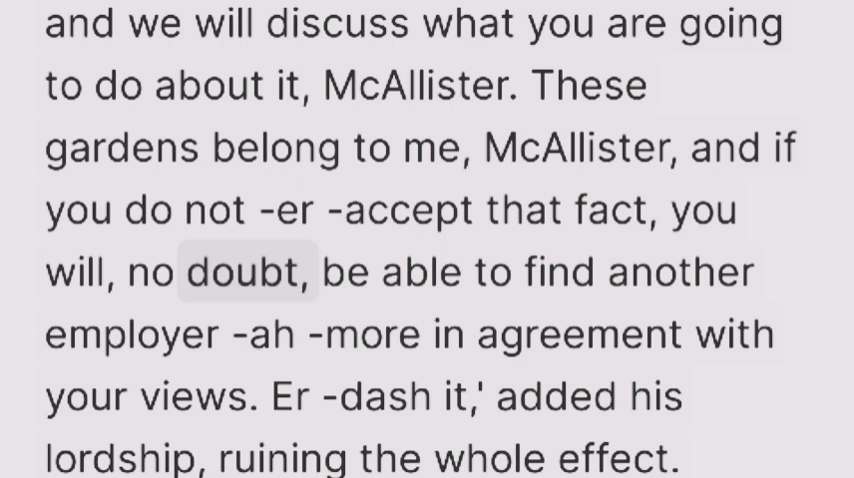 and we will discuss what you are going
to do about it, McAllister. These
gardens belong to me, McAllister, and if
you do not -er -accept that fact, you
will, no doubt, be able to find another
employer -ah -more in agreement with
your views. Er -dash it,' added his
lordship, ruining the whole effect.